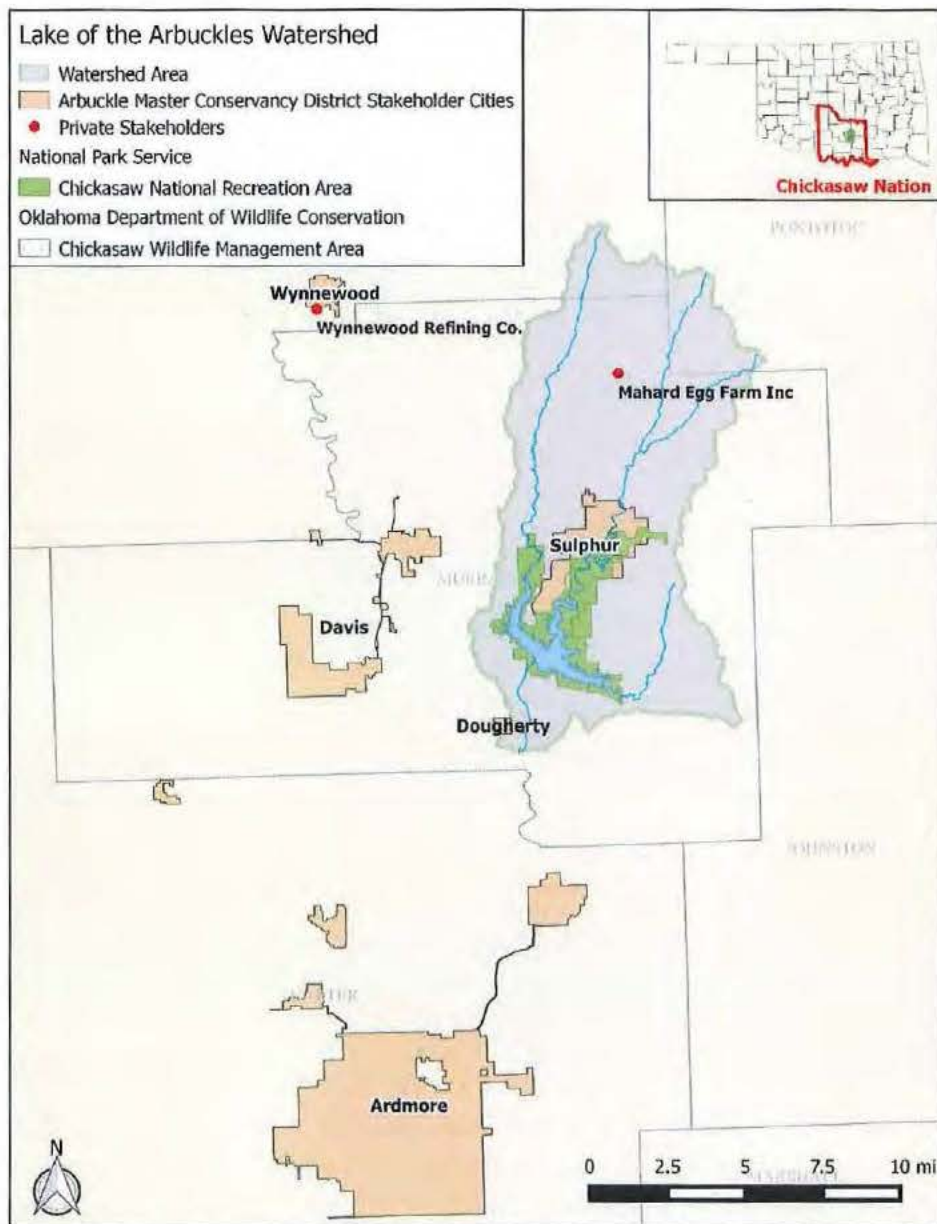 Lake of the Arbuckles Watershed
Watershed Area
Arbuckle Master Conservancy District Stakeholder Cities
Private Stakeholders
National Park Service
Chickasaw National Recreation Area
Oklahoma Department of Wildlife Conservation
Chickasaw Wildlife Management Area
Chickasaw Nation
Wynnewood
Wynnewood Refining Co.
Mahard Egg Farm Inc
Sulphur
Davis
Dougherty
JOHNSTON
Ardmore
N
0 2.5 5 7.5 10 mi